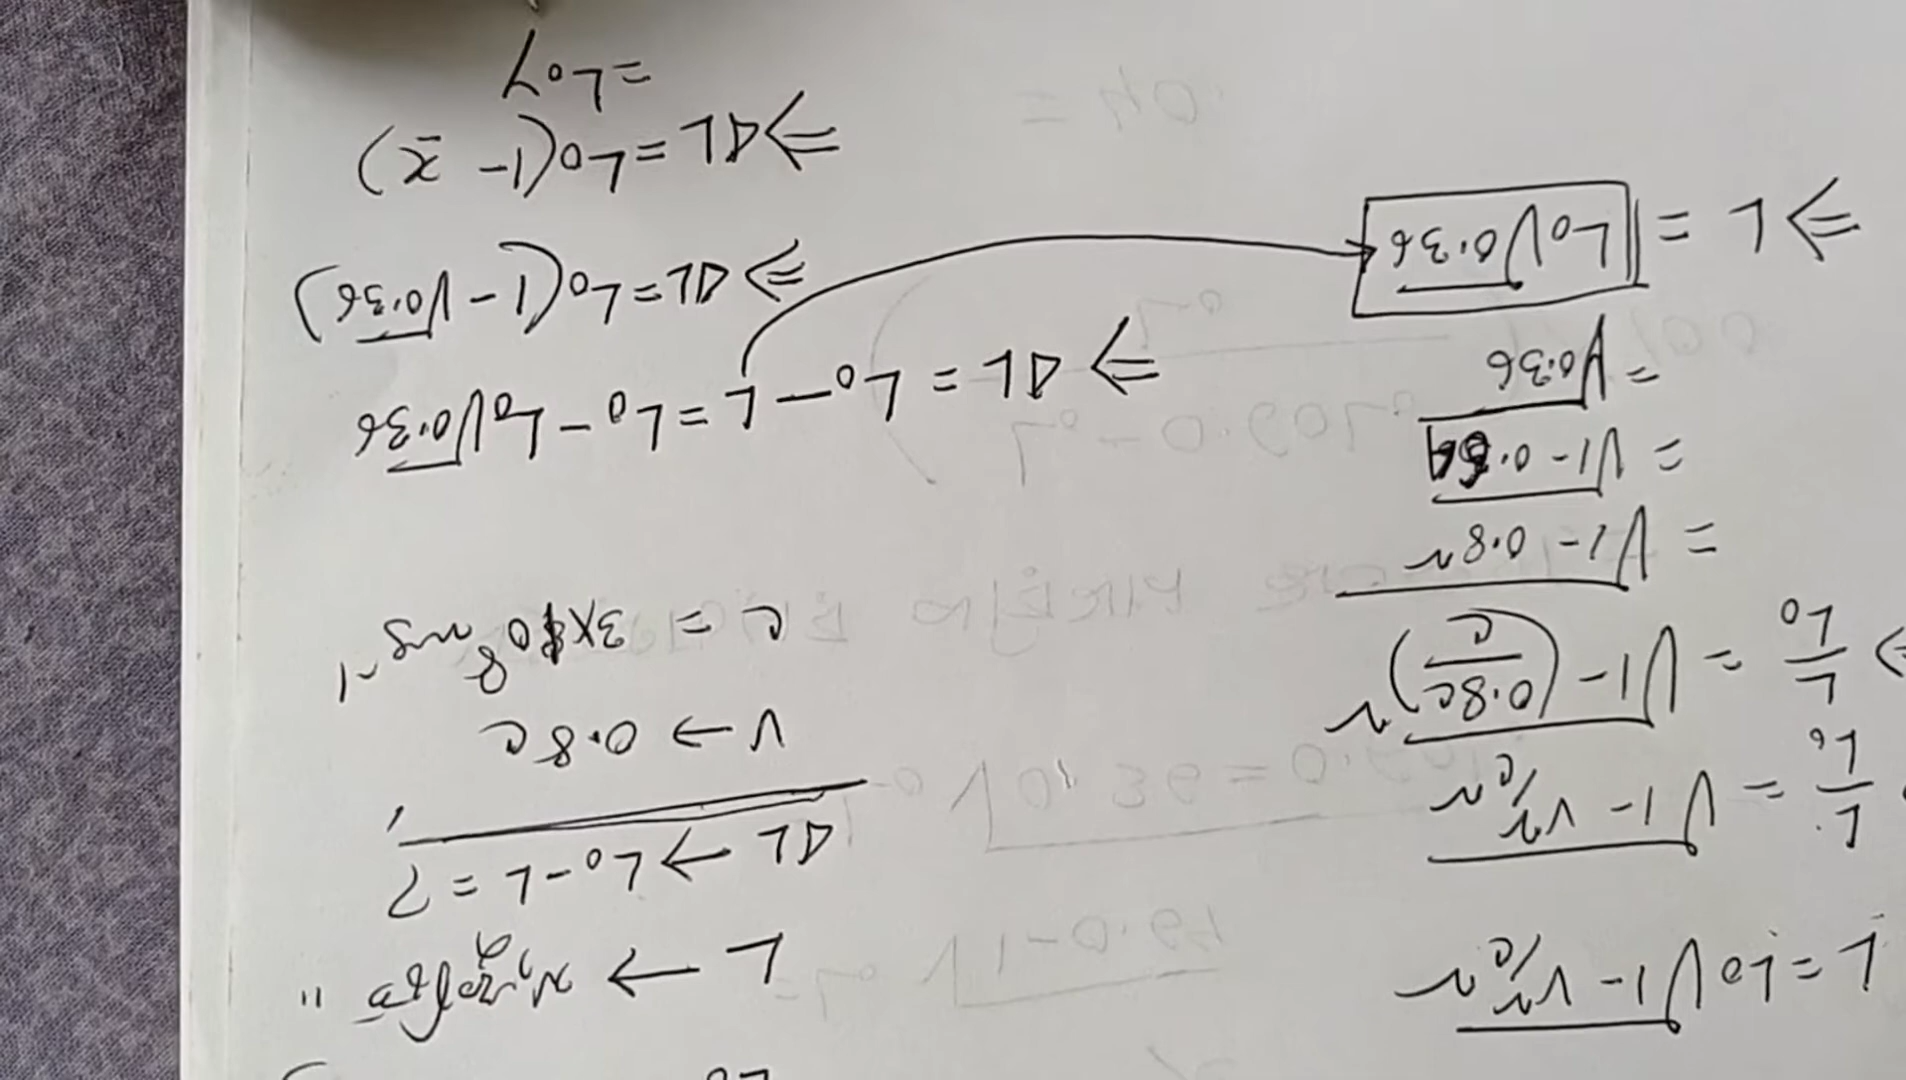 L = L₀√1 - v²/c²
L/L₀ = √1 - v²/c²
⇒ L/L₀ = √1 - (0.8c/c)²
= √1 - 0.8²
= √1 - 0.64
= √0.36
⇒ L = L₀√0.36
L → "
ΔL → L₀ - L = ?
v → 0.8c
c = 3×10⁸ ms⁻¹
⇒ ΔL = L₀ - L = L₀ - L₀√0.36
⇒ ΔL = L₀(1 - √0.36)
⇒ ΔL = L₀(1 -
= L₀